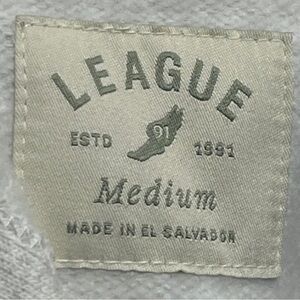 LEAGUE
ESTD 91 1991
Medium
MADE IN EL SALVADOR